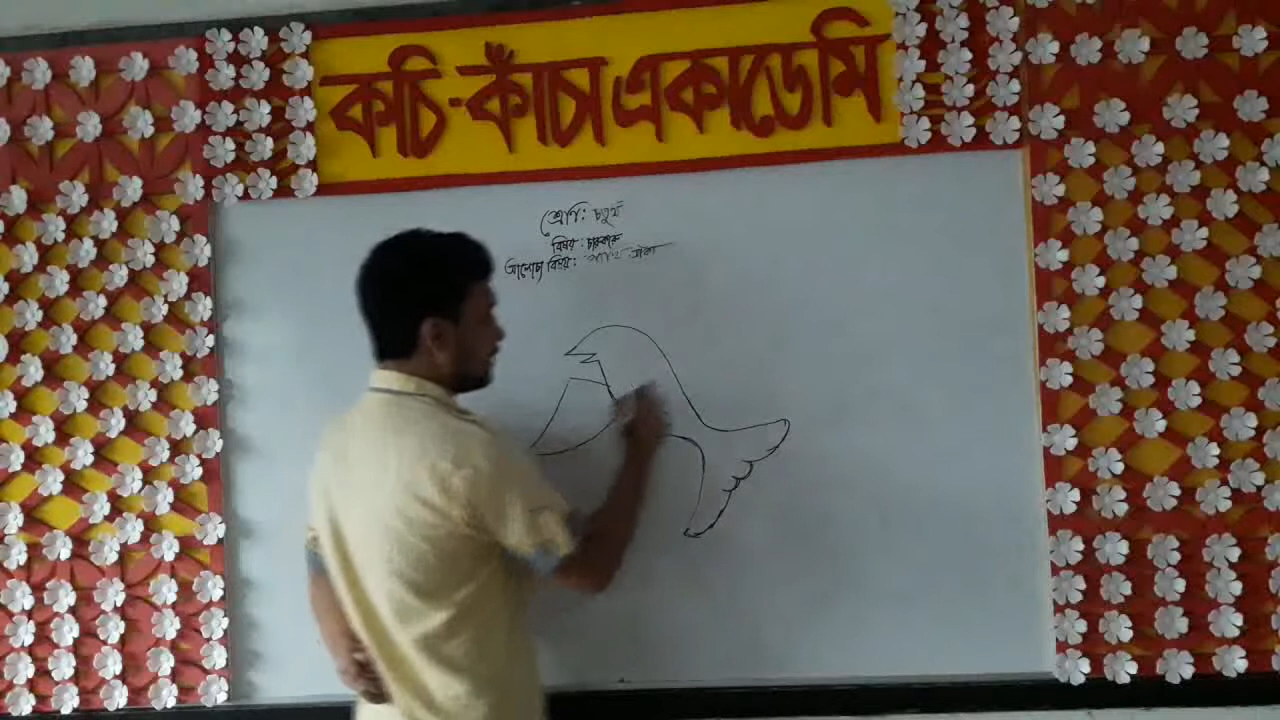 কচি-কাঁচা একাডেমি
শ্রেণি: চতুর্থ
বিষয়: চারুকারু
আলোচ্য বিষয়: পাখি আঁকা